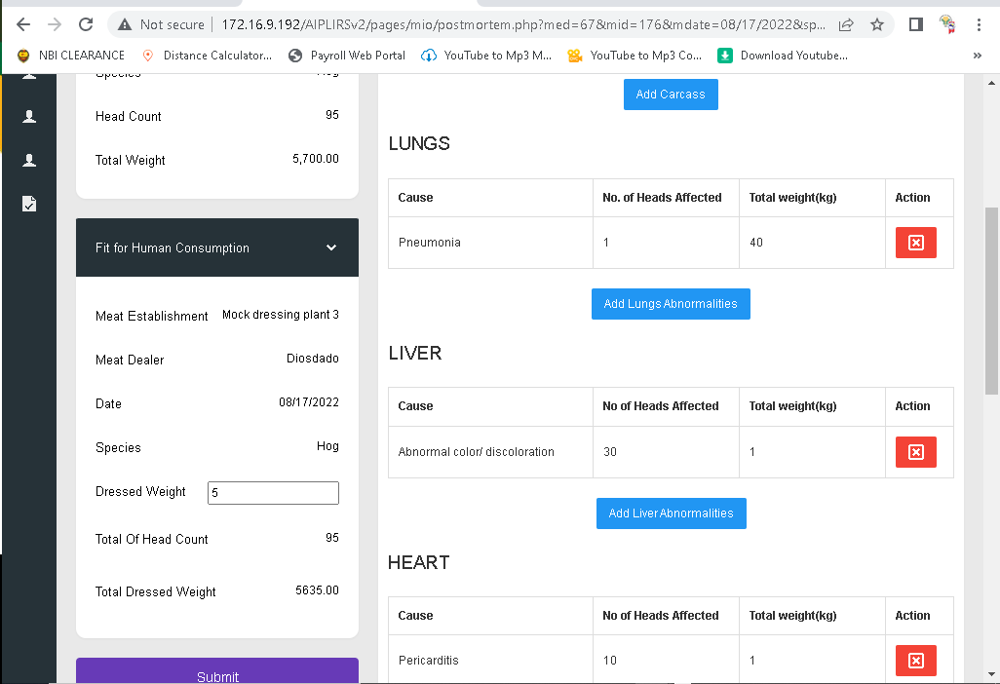 Not secure | 172.16.9.192/AIPLIRSv2/pages/mio/postmortem.php?med=67&mid=176&mdate=08/17/2022&sp...
NBI CLEARANCE Distance Calculator... Payroll Web Portal YouTube to Mp3 M... YouTube to Mp3 Co... Download Youtube... »
Species Hog
Head Count 95
Total Weight 5,700.00
Fit for Human Consumption
Meat Establishment Mock dressing plant 3
Meat Dealer Diosdado
Date 08/17/2022
Species Hog
Dressed Weight 5
Total Of Head Count 95
Total Dressed Weight 5635.00
Submit
Add Carcass
LUNGS
Cause No. of Heads Affected Total weight(kg) Action
Pneumonia 1 40
Add Lungs Abnormalities
LIVER
Cause No of Heads Affected Total weight(kg) Action
Abnormal color/ discoloration 30 1
Add Liver Abnormalities
HEART
Cause No of Heads Affected Total weight(kg) Action
Pericarditis 10 1